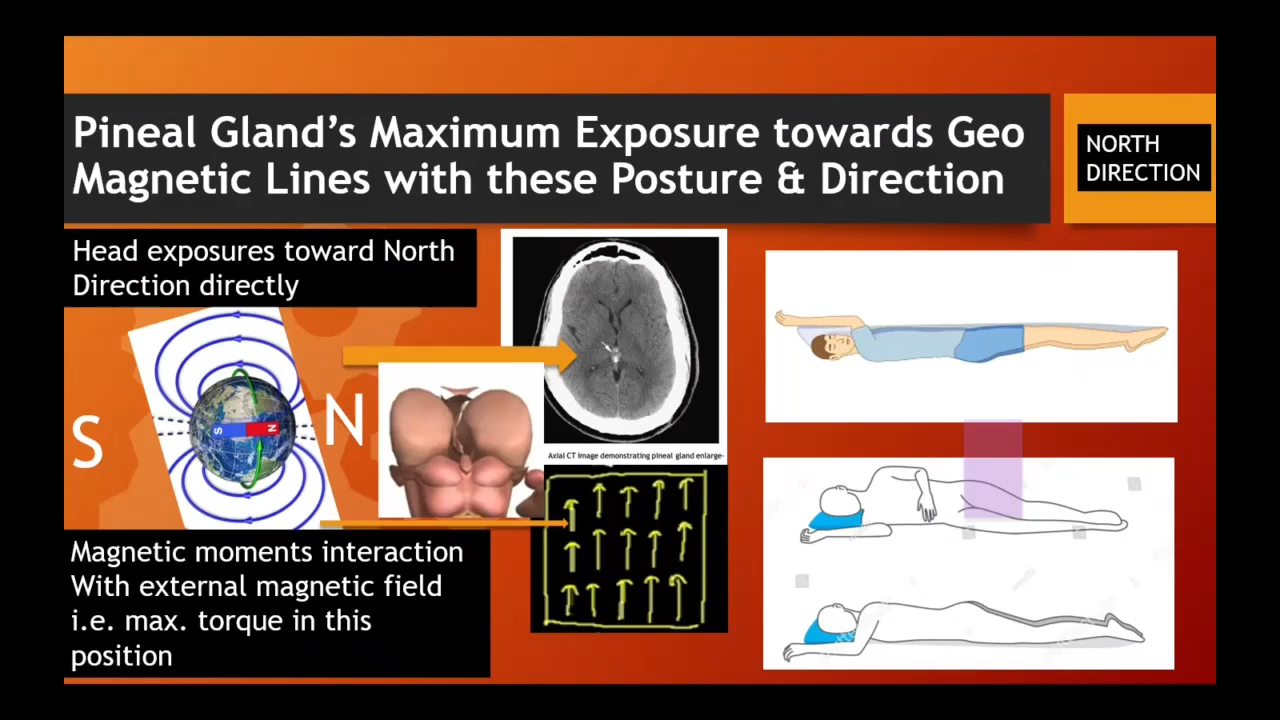 Pineal Gland's Maximum Exposure towards Geo
Magnetic Lines with these Posture & Direction
NORTH
DIRECTION
Head exposures toward North
Direction directly
S
N
S
N
Axial CT image demonstrating pineal gland enlarge-
Magnetic moments interaction
With external magnetic field
i.e. max. torque in this
position